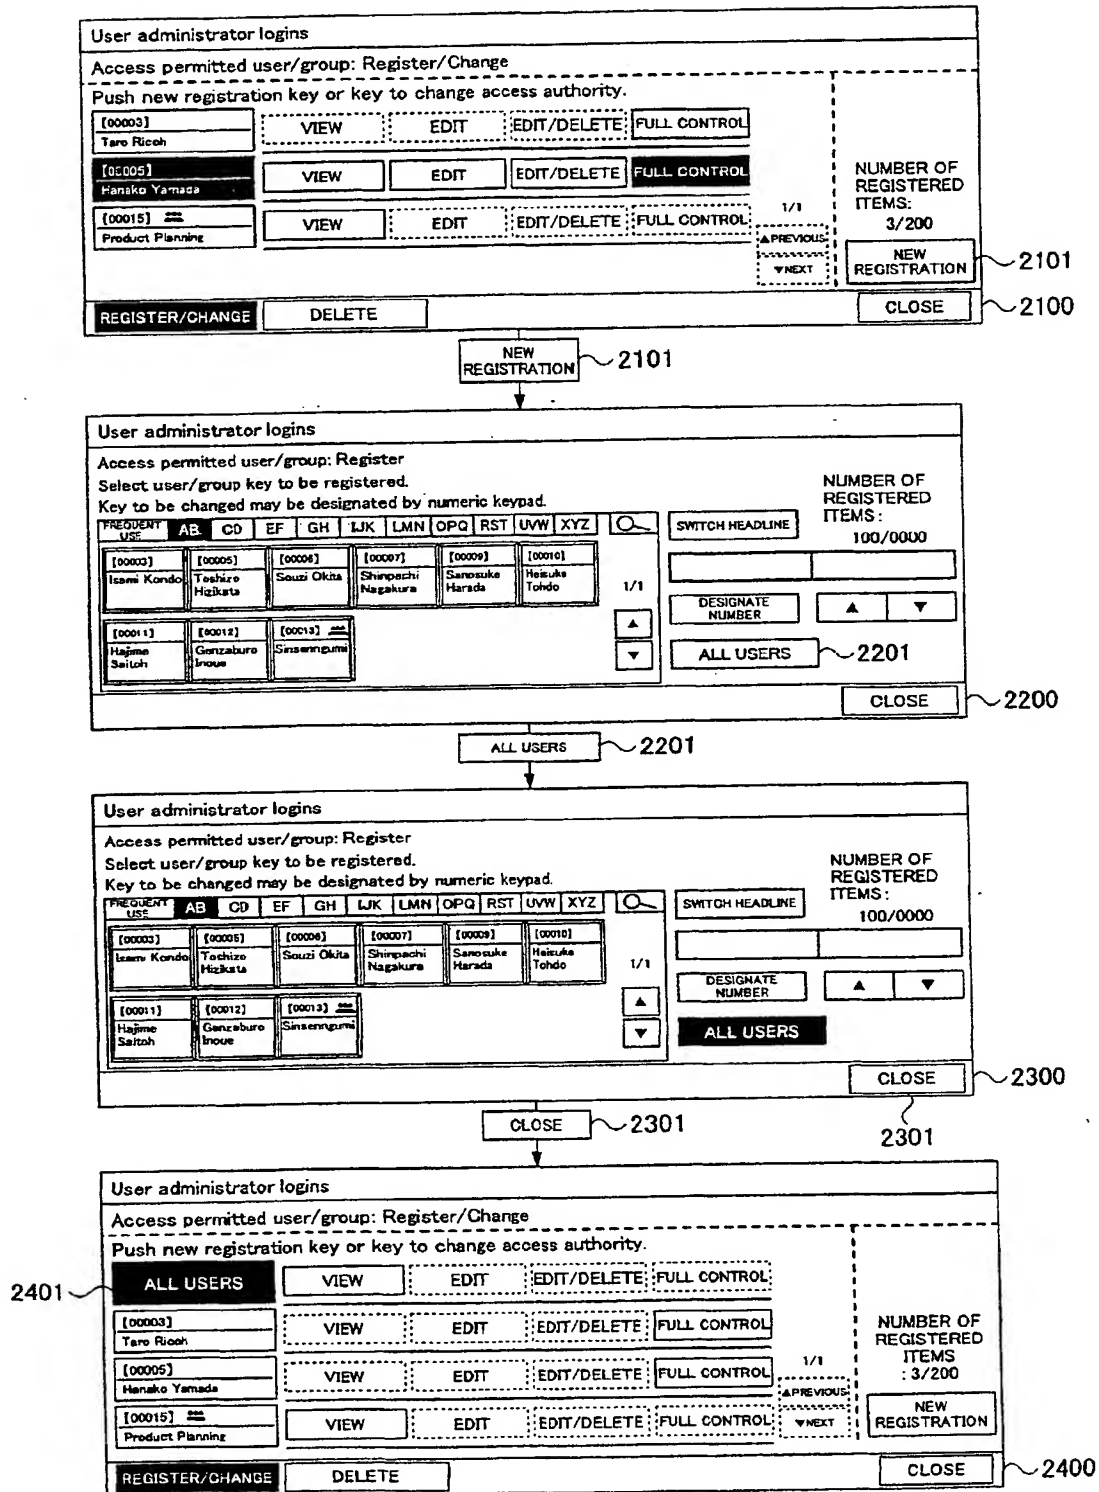 User administrator logins
Access permitted user/group: Register/Change
Push new registration key or key to change access authority.
[00003]
Taro Ricoh
VIEW EDIT EDIT/DELETE FULL CONTROL
[00005]
Hanako Yamada
VIEW EDIT EDIT/DELETE FULL CONTROL
[00015]
Product Planning
VIEW EDIT EDIT/DELETE FULL CONTROL
1/1
▲PREVIOUS
▼NEXT
NUMBER OF
REGISTERED
ITEMS:
3/200
NEW
REGISTRATION
2101
REGISTER/CHANGE DELETE
CLOSE
2100
NEW
REGISTRATION
2101
User administrator logins
Access permitted user/group: Register
Select user/group key to be registered.
Key to be changed may be designated by numeric keypad.
FREQUENT
USE
AB CD EF GH IJK LMN OPQ RST UVW XYZ
[00003] [00005] [00006] [00007] [00009] [00010]
Isami Kondo Toshizo Souzi Okita Shinpachi Sanosuke Heisuke
Hizikata Nagakura Harada Tohdo
[00011] [00012] [00013]
Hajime Genzaburo Sinsenngumi
Saitoh Inoue
1/1
▲
▼
SWITCH HEADLINE
NUMBER OF
REGISTERED
ITEMS:
100/0000
DESIGNATE
NUMBER
▲ ▼
ALL USERS
2201
CLOSE
2200
ALL USERS
2201
User administrator logins
Access permitted user/group: Register
Select user/group key to be registered.
Key to be changed may be designated by numeric keypad.
FREQUENT
USE
AB CD EF GH IJK LMN OPQ RST UVW XYZ
[00003] [00005] [00006] [00007] [00009] [00010]
Isami Kondo Tochizo Souzi Okita Shinpachi Sanosuke Heisuke
Hizikata Nagakura Harada Tohdo
[00011] [00012] [00013]
Hajime Genzaburo Sinsenngumi
Saitoh Inoue
1/1
▲
▼
SWITCH HEADLINE
NUMBER OF
REGISTERED
ITEMS:
100/0000
DESIGNATE
NUMBER
▲ ▼
ALL USERS
CLOSE
2300
2301
CLOSE
2301
User administrator logins
Access permitted user/group: Register/Change
Push new registration key or key to change access authority.
2401
ALL USERS
VIEW EDIT EDIT/DELETE FULL CONTROL
[00003]
Taro Ricoh
VIEW EDIT EDIT/DELETE FULL CONTROL
[00005]
Hanako Yamada
VIEW EDIT EDIT/DELETE FULL CONTROL
[00015]
Product Planning
VIEW EDIT EDIT/DELETE FULL CONTROL
1/1
▲PREVIOUS
▼NEXT
NUMBER OF
REGISTERED
ITEMS
: 3/200
NEW
REGISTRATION
REGISTER/CHANGE DELETE
CLOSE
2400